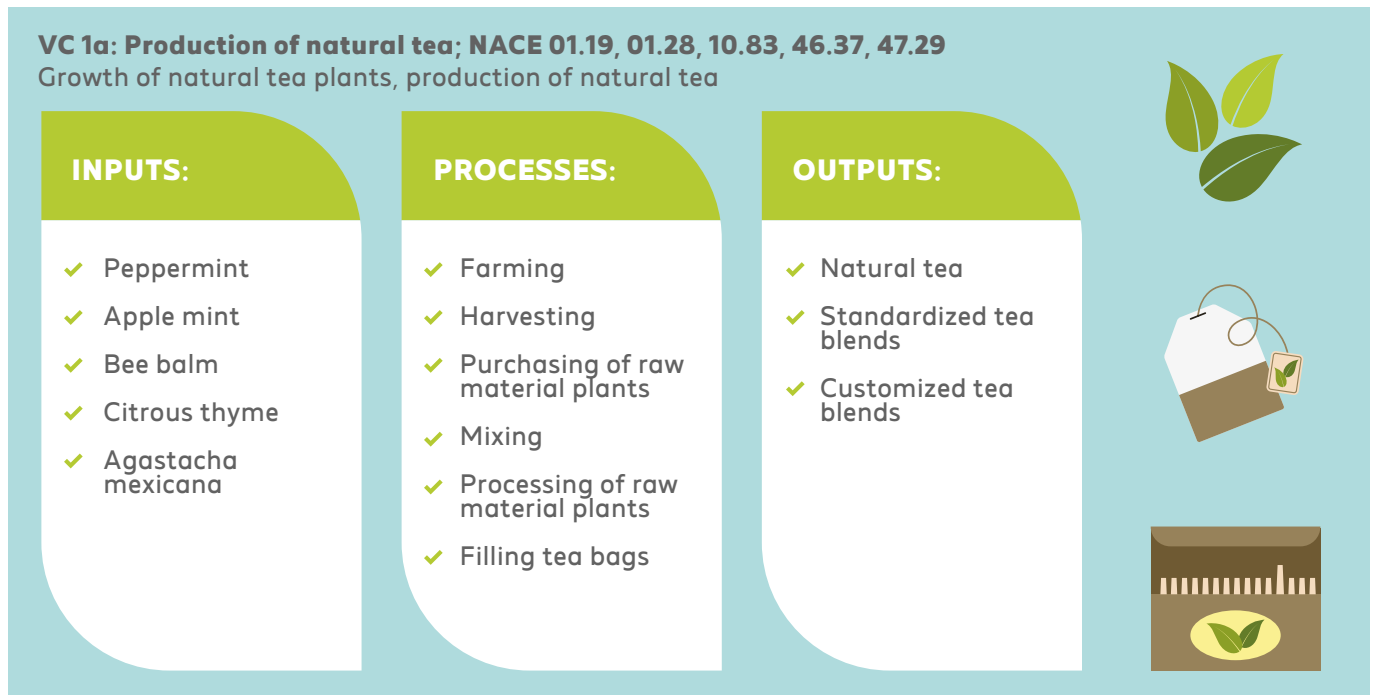 VC 1a: Production of natural tea; NACE 01.19, 01.28, 10.83, 46.37, 47.29
Growth of natural tea plants, production of natural tea
INPUTS:
Peppermint
Apple mint
Bee balm
Citrous thyme
Agastacha
mexicana
PROCESSES:
Farming
Harvesting
Purchasing of raw
material plants
Mixing
Processing of raw
material plants
Filling tea bags
OUTPUTS:
Natural tea
Standardized tea
blends
Customized tea
blends